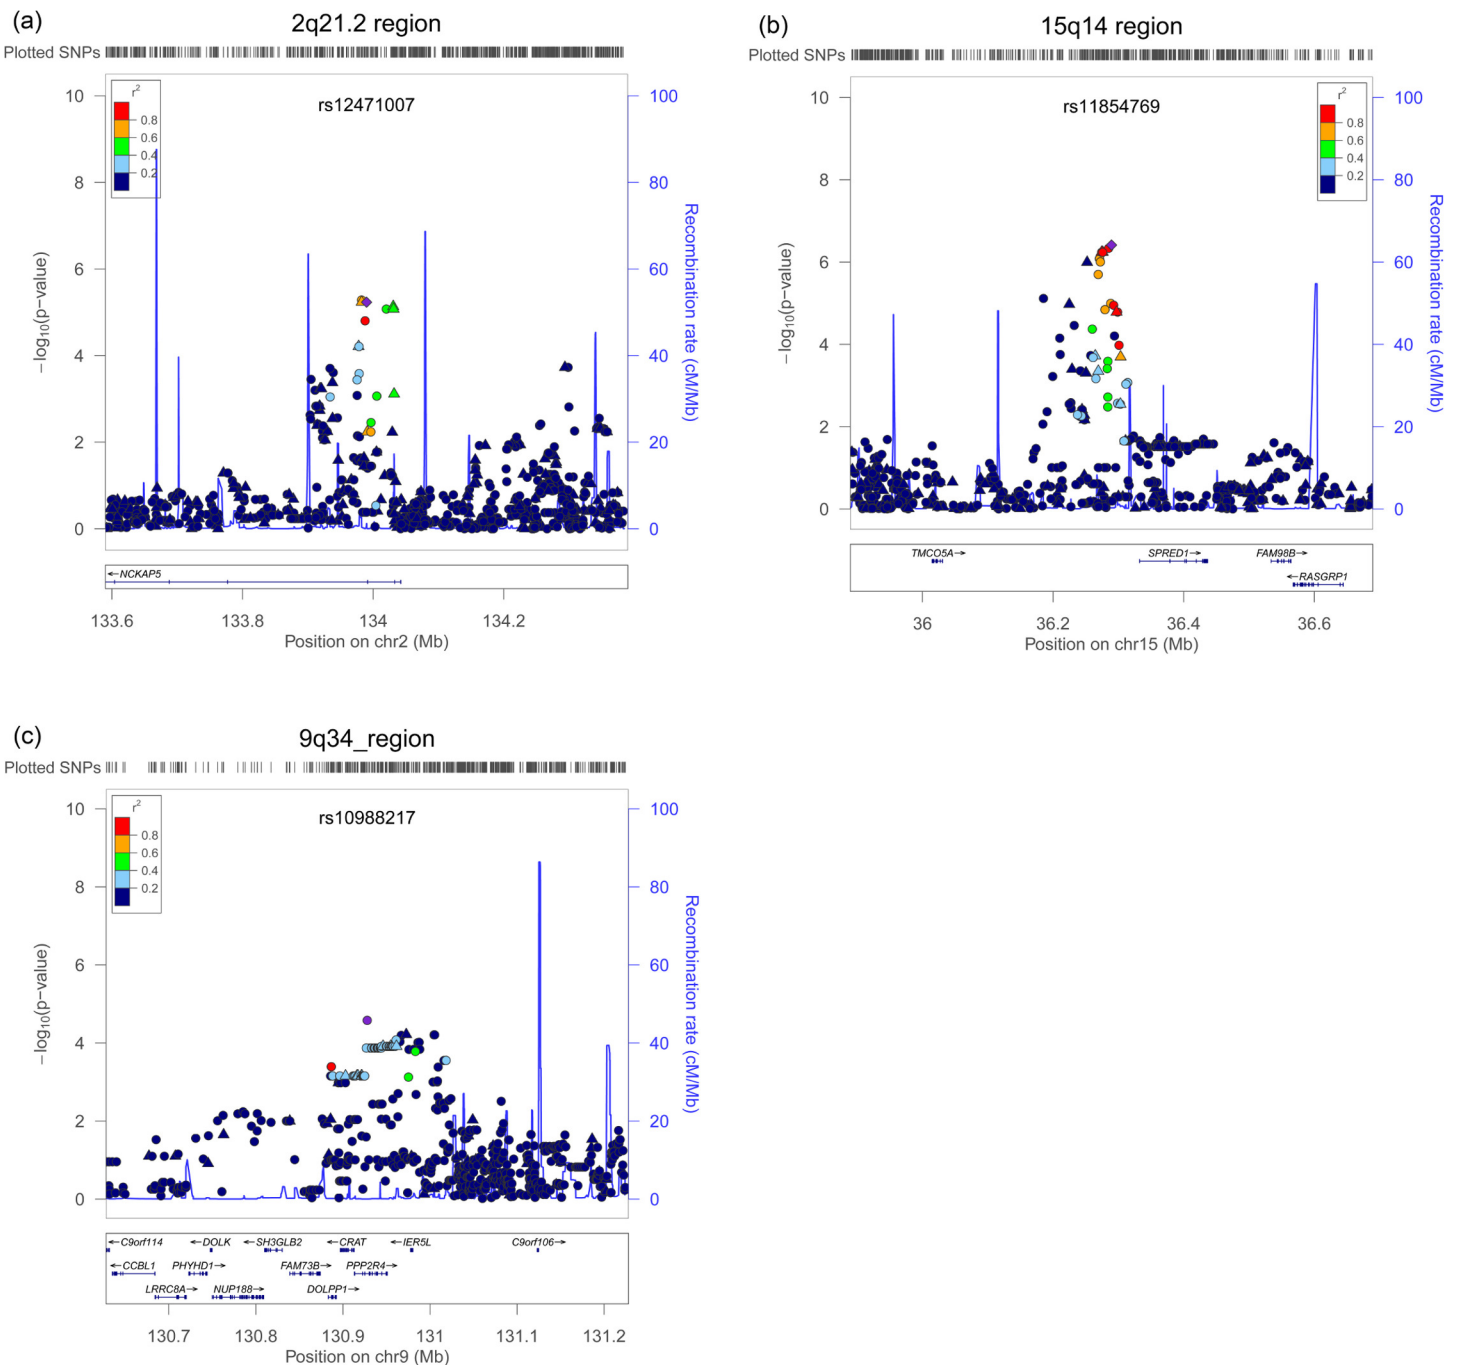 (a)
2q21.2 region
Plotted SNPs
rs12471007
r2
0.8
0.6
0.4
0.2
10
8
6
4
2
0
−log10(p−value)
100
80
60
40
20
0
Recombination rate (cM/Mb)
←NCKAP5
133.6 133.8 134 134.2
Position on chr2 (Mb)
(b)
15q14 region
Plotted SNPs
rs11854769
r2
0.8
0.6
0.4
0.2
10
8
6
4
2
0
−log10(p−value)
100
80
60
40
20
0
Recombination rate (cM/Mb)
TMCO5A→ SPRED1→ FAM98B→
←RASGRP1
36 36.2 36.4 36.6
Position on chr15 (Mb)
(c)
9q34_region
Plotted SNPs
rs10988217
r2
0.8
0.6
0.4
0.2
10
8
6
4
2
0
−log10(p−value)
100
80
60
40
20
0
Recombination rate (cM/Mb)
←C9orf114 ←DOLK ←SH3GLB2 ←CRAT ←IER5L C9orf106→
←CCBL1 PHYHD1→ FAM73B→ PPP2R4→
LRRC8A→ NUP188→ DOLPP1→
130.7 130.8 130.9 131 131.1 131.2
Position on chr9 (Mb)